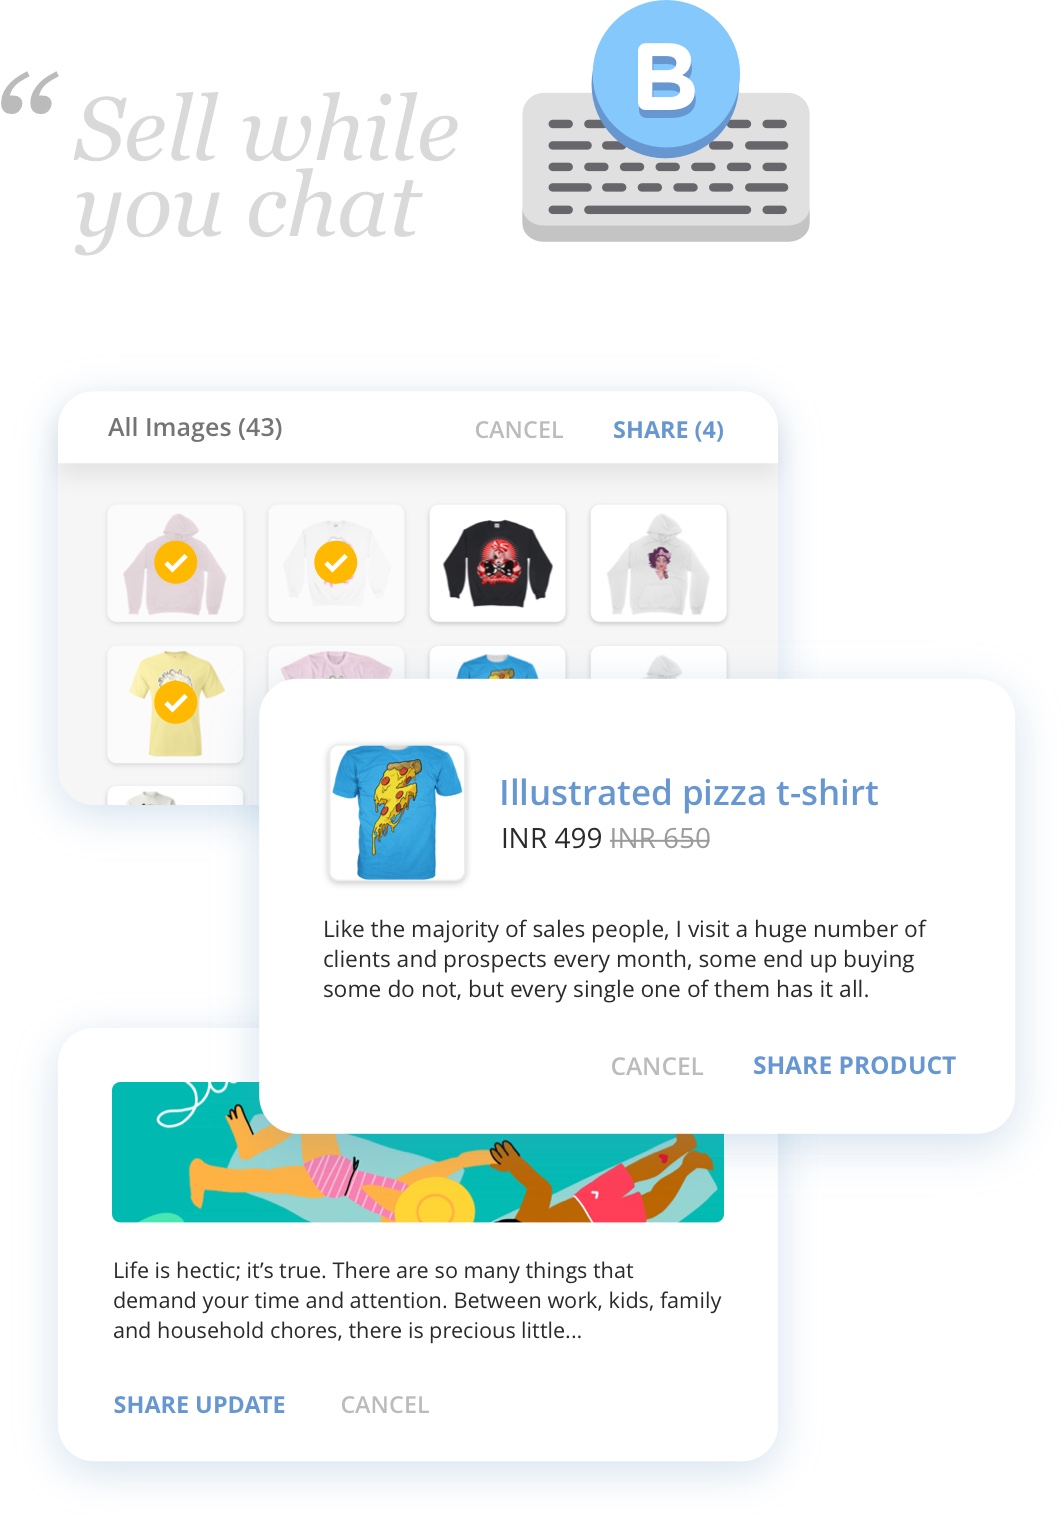 “ Sell while
you chat
B
All Images (43)
CANCEL
SHARE (4)
Illustrated pizza t-shirt
INR 499 INR 650
Like the majority of sales people, I visit a huge number of
clients and prospects every month, some end up buying
some do not, but every single one of them has it all.
CANCEL
SHARE PRODUCT
Life is hectic; it’s true. There are so many things that
demand your time and attention. Between work, kids, family
and household chores, there is precious little...
SHARE UPDATE
CANCEL